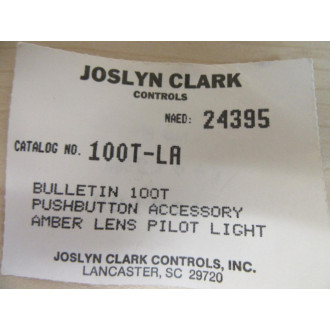 JOSLYN CLARK
CONTROLS
NAED: 24395
CATALOG NO. 100T-LA
BULLETIN 100T
PUSHBUTTON ACCESSORY
AMBER LENS PILOT LIGHT
JOSLYN CLARK CONTROLS, INC.
LANCASTER, SC 29720